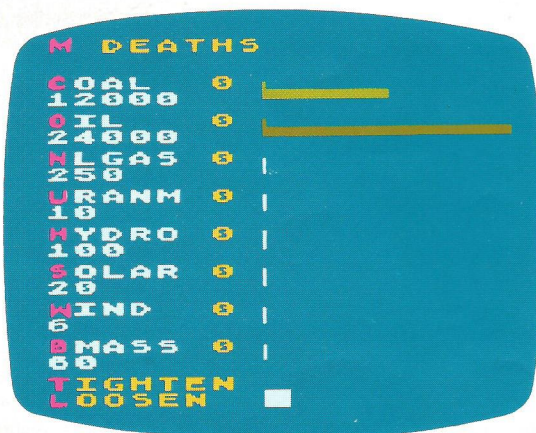 M DEATHS
COAL 0
12000
OIL 0
24000
NLGAS 0
250
URANM 0
10
HYDRO 0
100
SOLAR 0
20
WIND 0
6
BMASS 0
60
TIGHTEN
LOOSEN